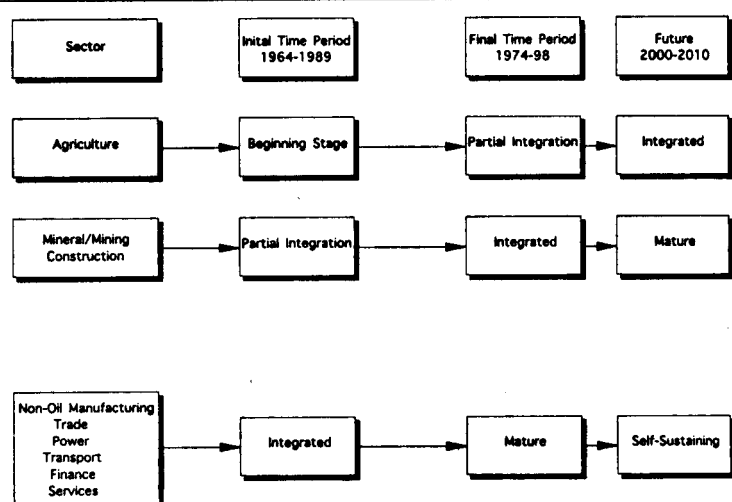 Sector
Inital Time Period
1964-1989
Final Time Period
1974-98
Future
2000-2010
Agriculture
Beginning Stage
Partial Integration
Integrated
Mineral/Mining
Construction
Partial Integration
Integrated
Mature
Non-Oil Manufacturing
Trade
Power
Transport
Finance
Services
Integrated
Mature
Self-Sustaining